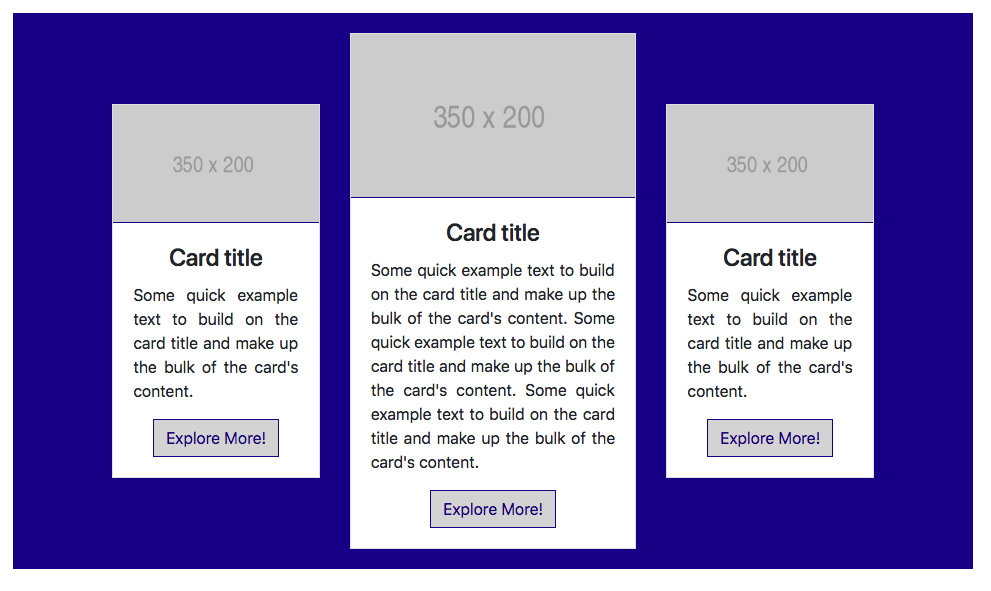 350 x 200
Card title
Some quick example
text to build on the
card title and make up
the bulk of the card's
content.
Explore More!
350 x 200
Card title
Some quick example text to build
on the card title and make up the
bulk of the card's content. Some
quick example text to build on the
card title and make up the bulk of
the card's content. Some quick
example text to build on the card
title and make up the bulk of the
card's content.
Explore More!
350 x 200
Card title
Some quick example
text to build on the
card title and make up
the bulk of the card's
content.
Explore More!